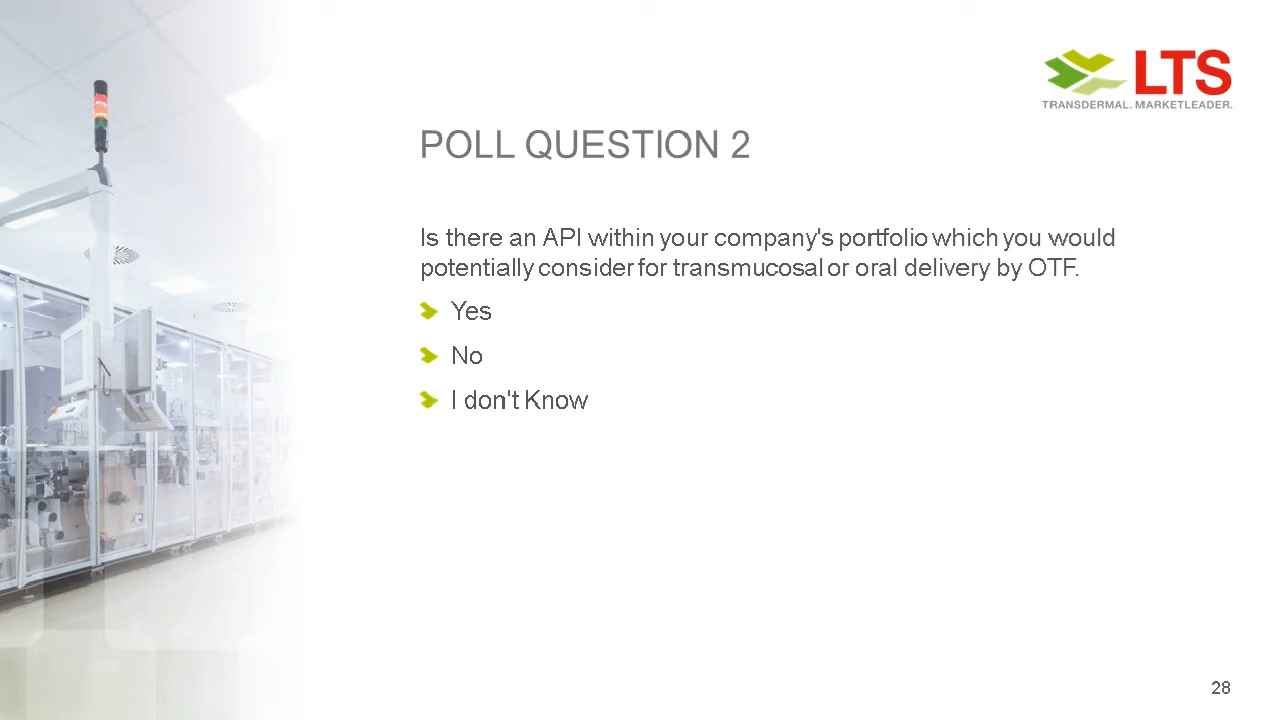 LTS
TRANSDERMAL. MARKETLEADER.
POLL QUESTION 2
Is there an API within your company's portfolio which you would
potentially consider for transmucosal or oral delivery by OTF.
Yes
No
I don't Know
28